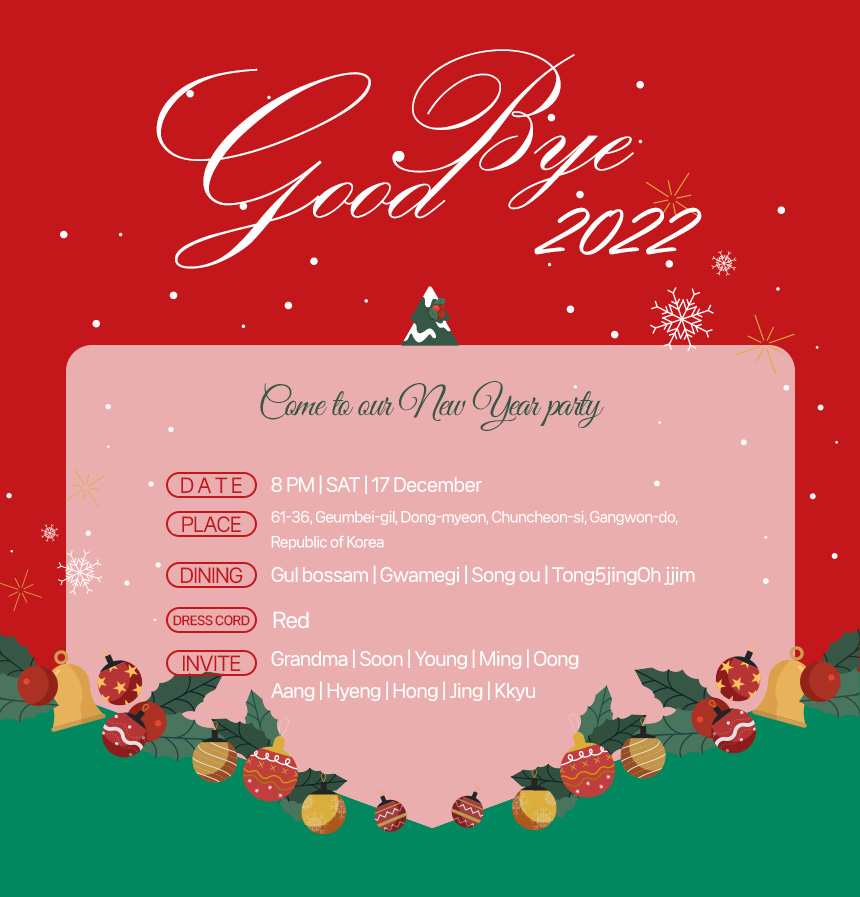 Good Bye
2022
Come to our New Year party
DATE 8 PM | SAT | 17 December
PLACE 61-36, Geumbei-gil, Dong-myeon, Chuncheon-si, Gangwon-do,
Republic of Korea
DINING Gul bossam | Gwamegi | Song ou | Tong5jingOh jjim
DRESS CORD Red
INVITE Grandma | Soon | Young | Ming | Oong
Aang | Hyeng | Hong | Jing | Kkyu